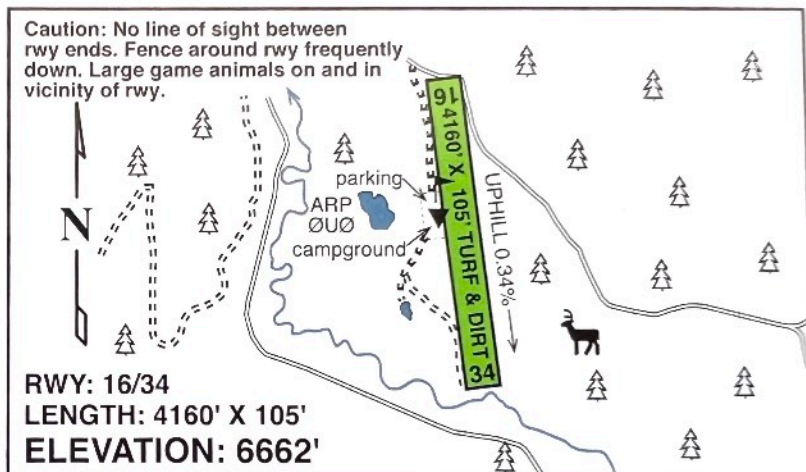 Caution: No line of sight between
rwy ends. Fence around rwy frequently
down. Large game animals on and in
vicinity of rwy.
N
16
4160' X 105' TURF & DIRT
34
UPHILL 0.34%
parking
ARP
ØUØ
campground
RWY: 16/34
LENGTH: 4160' X 105'
ELEVATION: 6662'